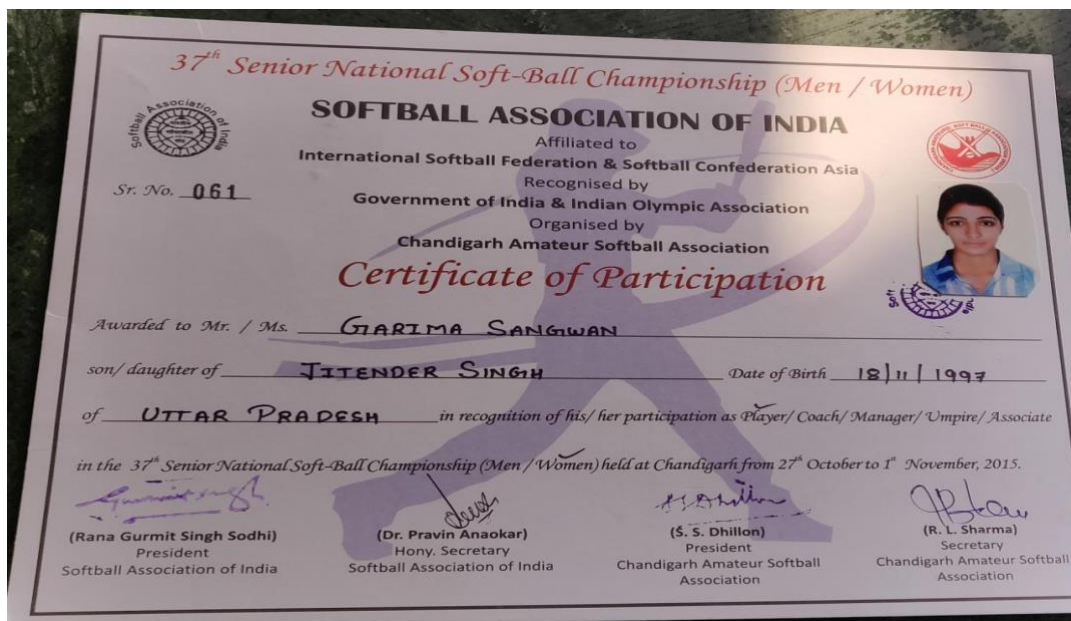 37th Senior National Soft-Ball Championship (Men / Women)
SOFTBALL ASSOCIATION OF INDIA
Softball Association of India
Affiliated to
International Softball Federation & Softball Confederation Asia
Recognised by
Sr. No. 061
Government of India & Indian Olympic Association
Organised by
Chandigarh Amateur Softball Association
Certificate of Participation
Awarded to Mr. / Ms. GARIMA SANGWAN
son/ daughter of JITENDER SINGH Date of Birth 18/11/1997
of UTTAR PRADESH in recognition of his/ her participation as Player/ Coach/ Manager/ Umpire/ Associate
in the 37th Senior National Soft-Ball Championship (Men / Women) held at Chandigarh from 27th October to 1st November, 2015.
(Rana Gurmit Singh Sodhi)
President
Softball Association of India
(Dr. Pravin Anaokar)
Hony. Secretary
Softball Association of India
(S. S. Dhillon)
President
Chandigarh Amateur Softball
Association
(R. L. Sharma)
Secretary
Chandigarh Amateur Softball
Association